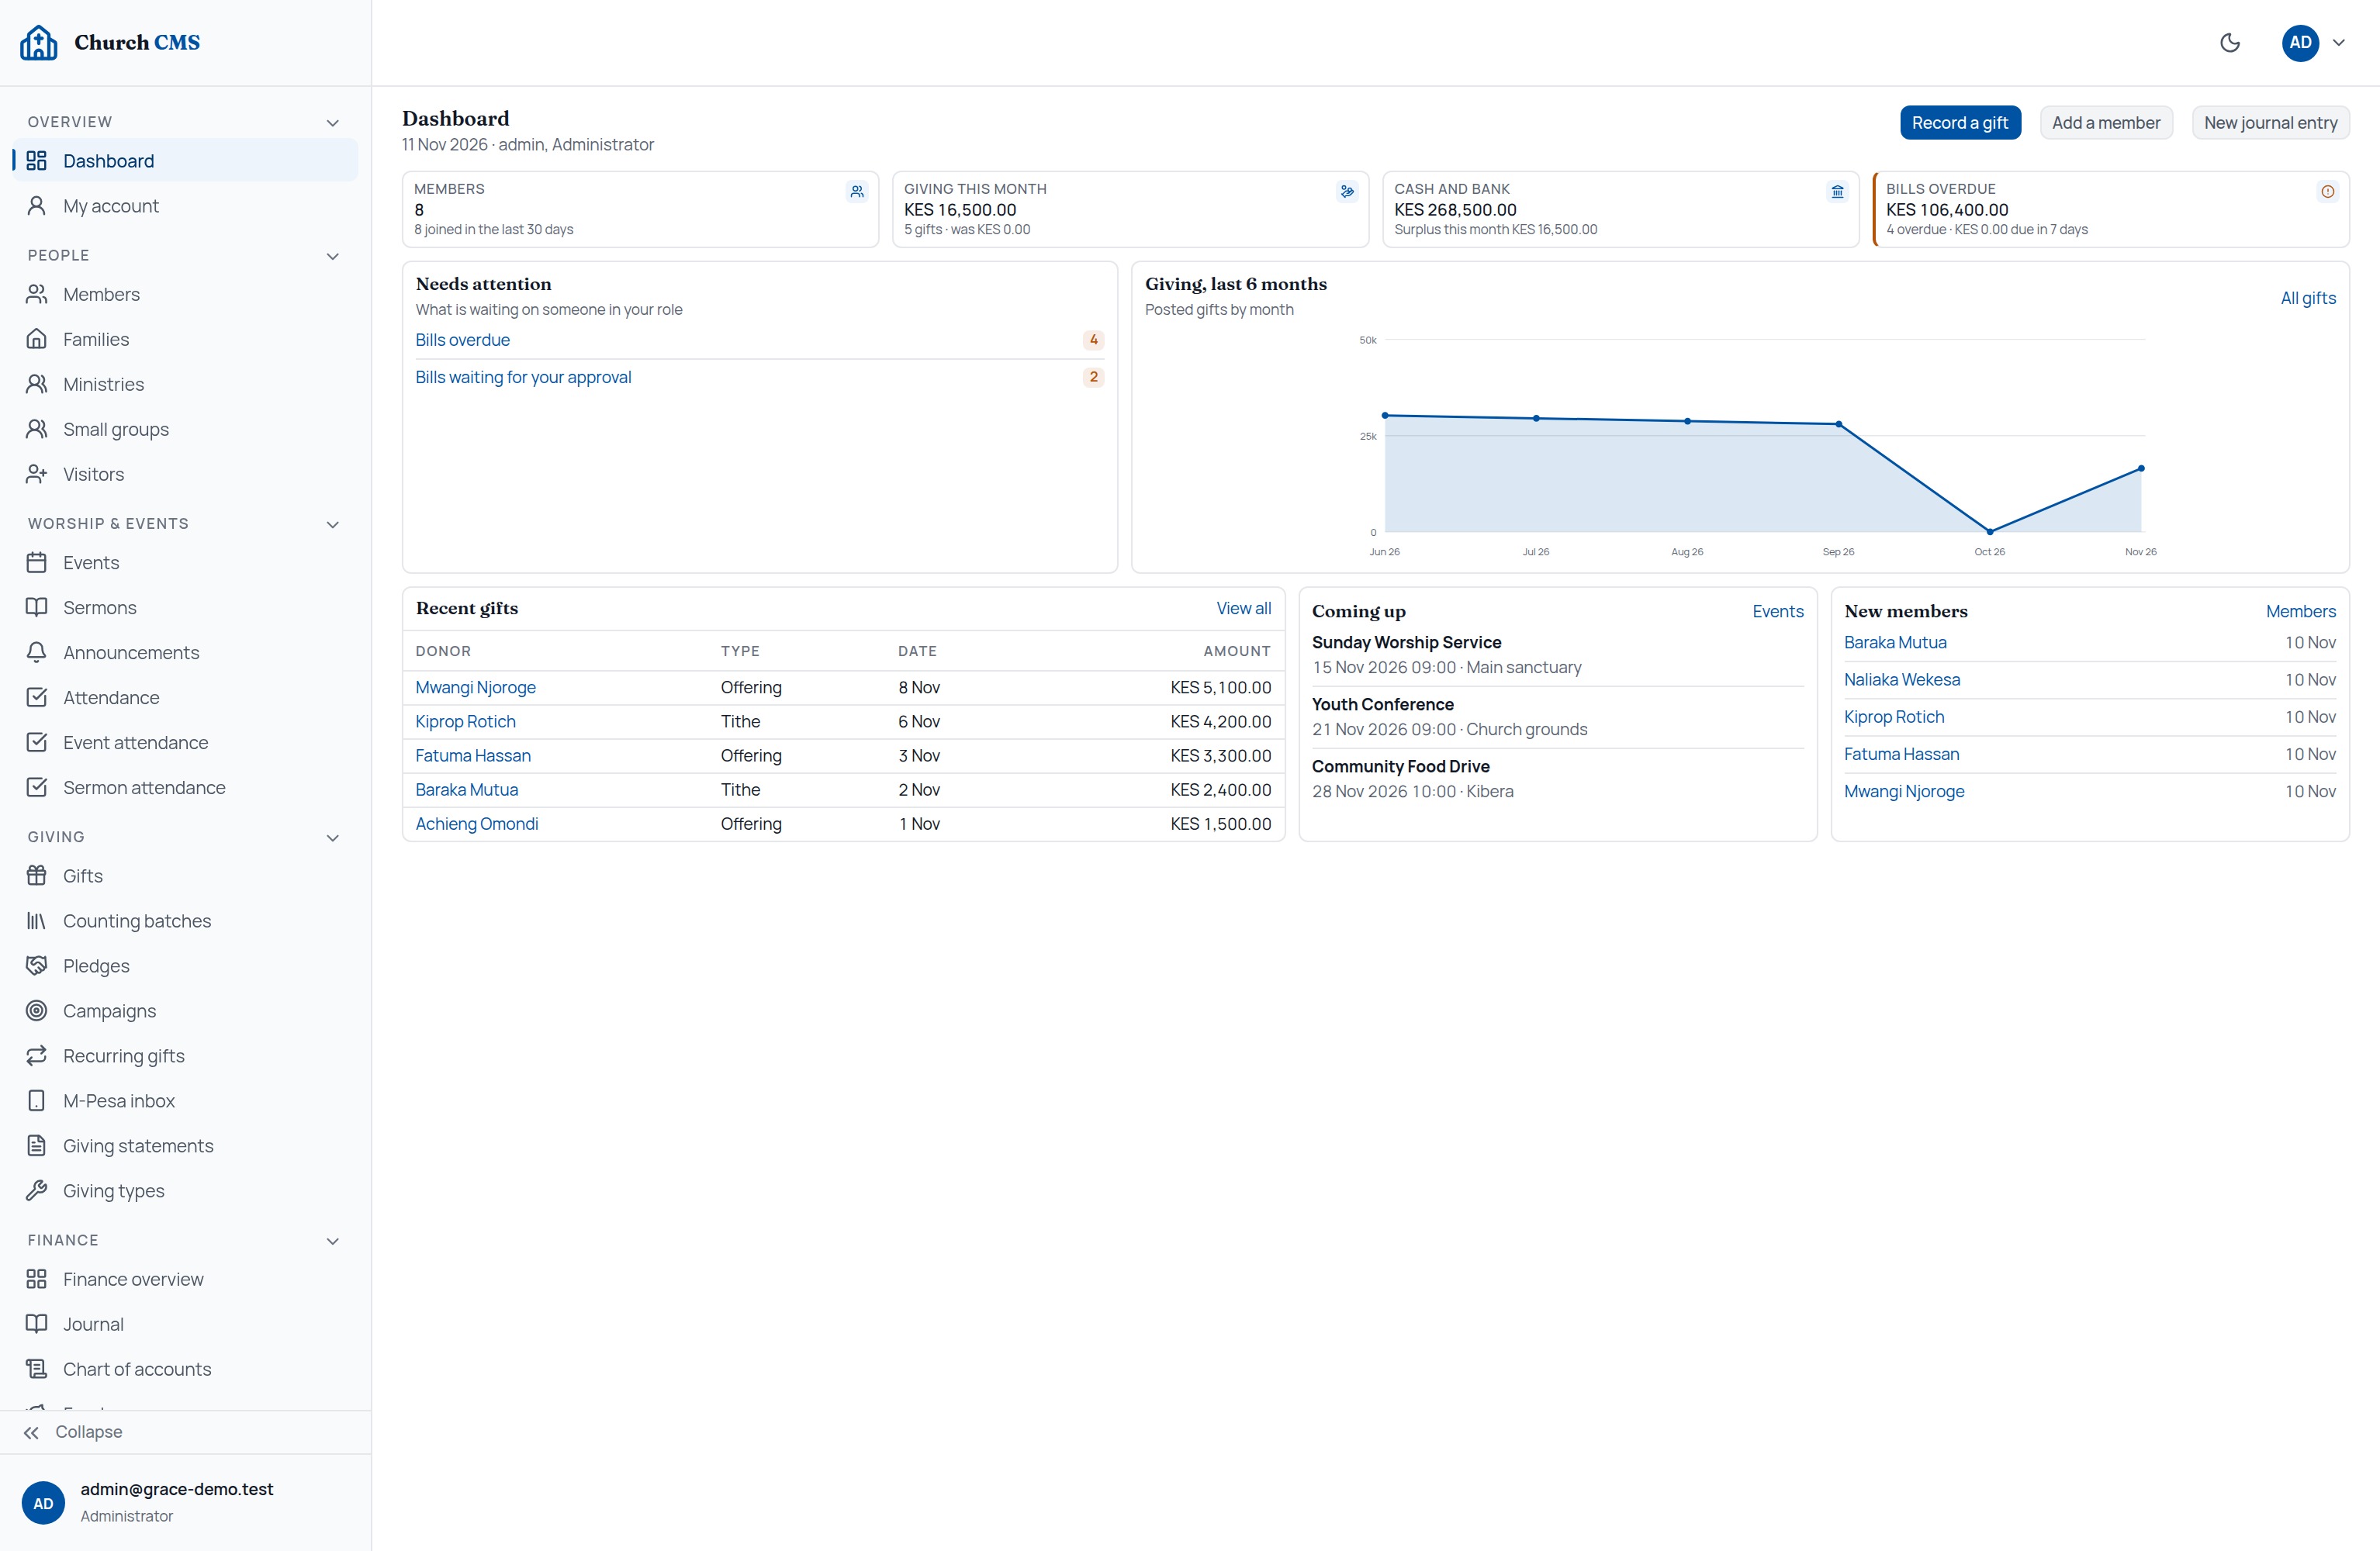 Church CMS
AD
OVERVIEW
Dashboard
My account
PEOPLE
Members
Families
Ministries
Small groups
Visitors
WORSHIP & EVENTS
Events
Sermons
Announcements
Attendance
Event attendance
Sermon attendance
GIVING
Gifts
Counting batches
Pledges
Campaigns
Recurring gifts
M-Pesa inbox
Giving statements
Giving types
FINANCE
Finance overview
Journal
Chart of accounts
Collapse
AD
admin@grace-demo.test
Administrator
Dashboard
11 Nov 2026 · admin, Administrator
Record a gift
Add a member
New journal entry
MEMBERS
8
8 joined in the last 30 days
GIVING THIS MONTH
KES 16,500.00
5 gifts · was KES 0.00
CASH AND BANK
KES 268,500.00
Surplus this month KES 16,500.00
BILLS OVERDUE
KES 106,400.00
4 overdue · KES 0.00 due in 7 days
Needs attention
What is waiting on someone in your role
Bills overdue 4
Bills waiting for your approval 2
Giving, last 6 months
Posted gifts by month
All gifts
50k
25k
0
Jun 26 Jul 26 Aug 26 Sep 26 Oct 26 Nov 26
Recent gifts View all
DONOR TYPE DATE AMOUNT
Mwangi Njoroge Offering 8 Nov KES 5,100.00
Kiprop Rotich Tithe 6 Nov KES 4,200.00
Fatuma Hassan Offering 3 Nov KES 3,300.00
Baraka Mutua Tithe 2 Nov KES 2,400.00
Achieng Omondi Offering 1 Nov KES 1,500.00
Coming up Events
Sunday Worship Service
15 Nov 2026 09:00 · Main sanctuary
Youth Conference
21 Nov 2026 09:00 · Church grounds
Community Food Drive
28 Nov 2026 10:00 · Kibera
New members Members
Baraka Mutua 10 Nov
Naliaka Wekesa 10 Nov
Kiprop Rotich 10 Nov
Fatuma Hassan 10 Nov
Mwangi Njoroge 10 Nov